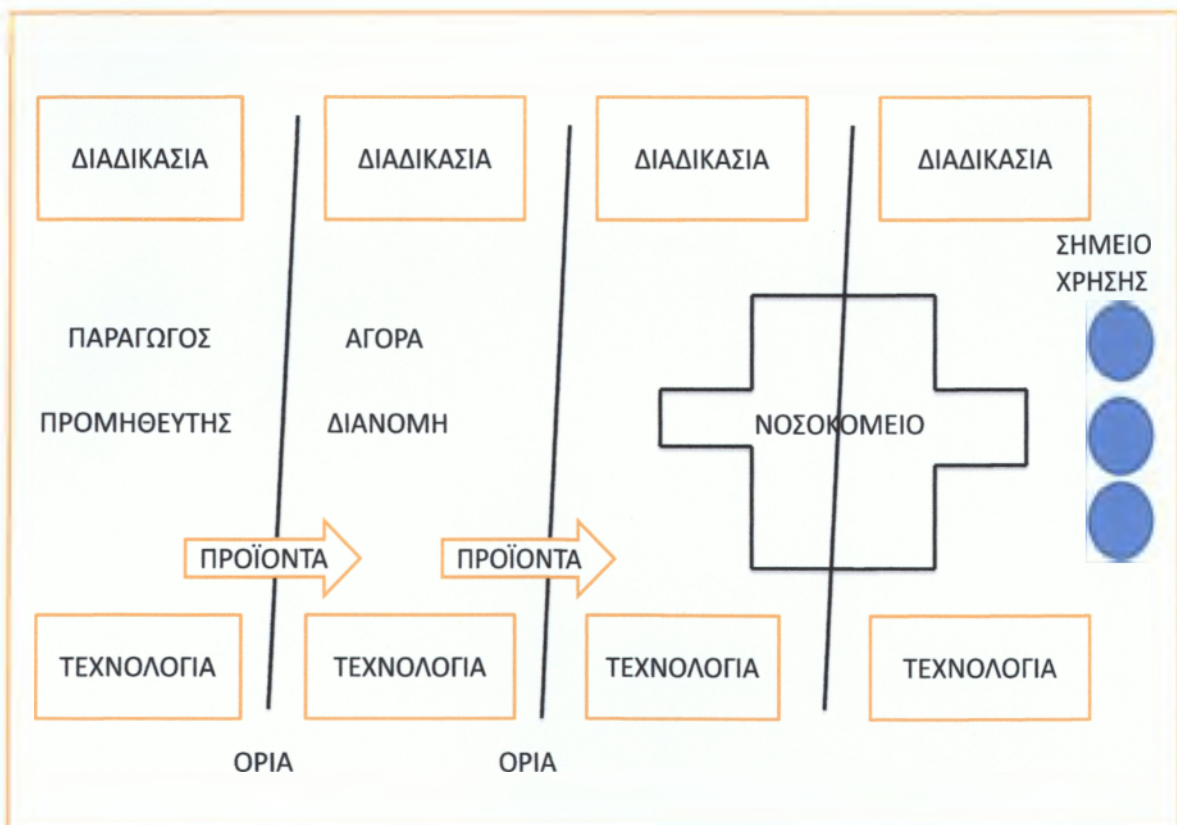 ΔΙΑΔΙΚΑΣΙΑ
ΔΙΑΔΙΚΑΣΙΑ
ΔΙΑΔΙΚΑΣΙΑ
ΔΙΑΔΙΚΑΣΙΑ
ΣΗΜΕΙΟ
ΧΡΗΣΗΣ
ΠΑΡΑΓΩΓΟΣ
ΑΓΟΡΑ
ΠΡΟΜΗΘΕΥΤΗΣ
ΔΙΑΝΟΜΗ
ΝΟΣΟΚΟΜΕΙΟ
ΠΡΟΪΟΝΤΑ
ΠΡΟΪΟΝΤΑ
ΤΕΧΝΟΛΟΓΙΑ
ΤΕΧΝΟΛΟΓΙΑ
ΤΕΧΝΟΛΟΓΙΑ
ΤΕΧΝΟΛΟΓΙΑ
ΟΡΙΑ
ΟΡΙΑ